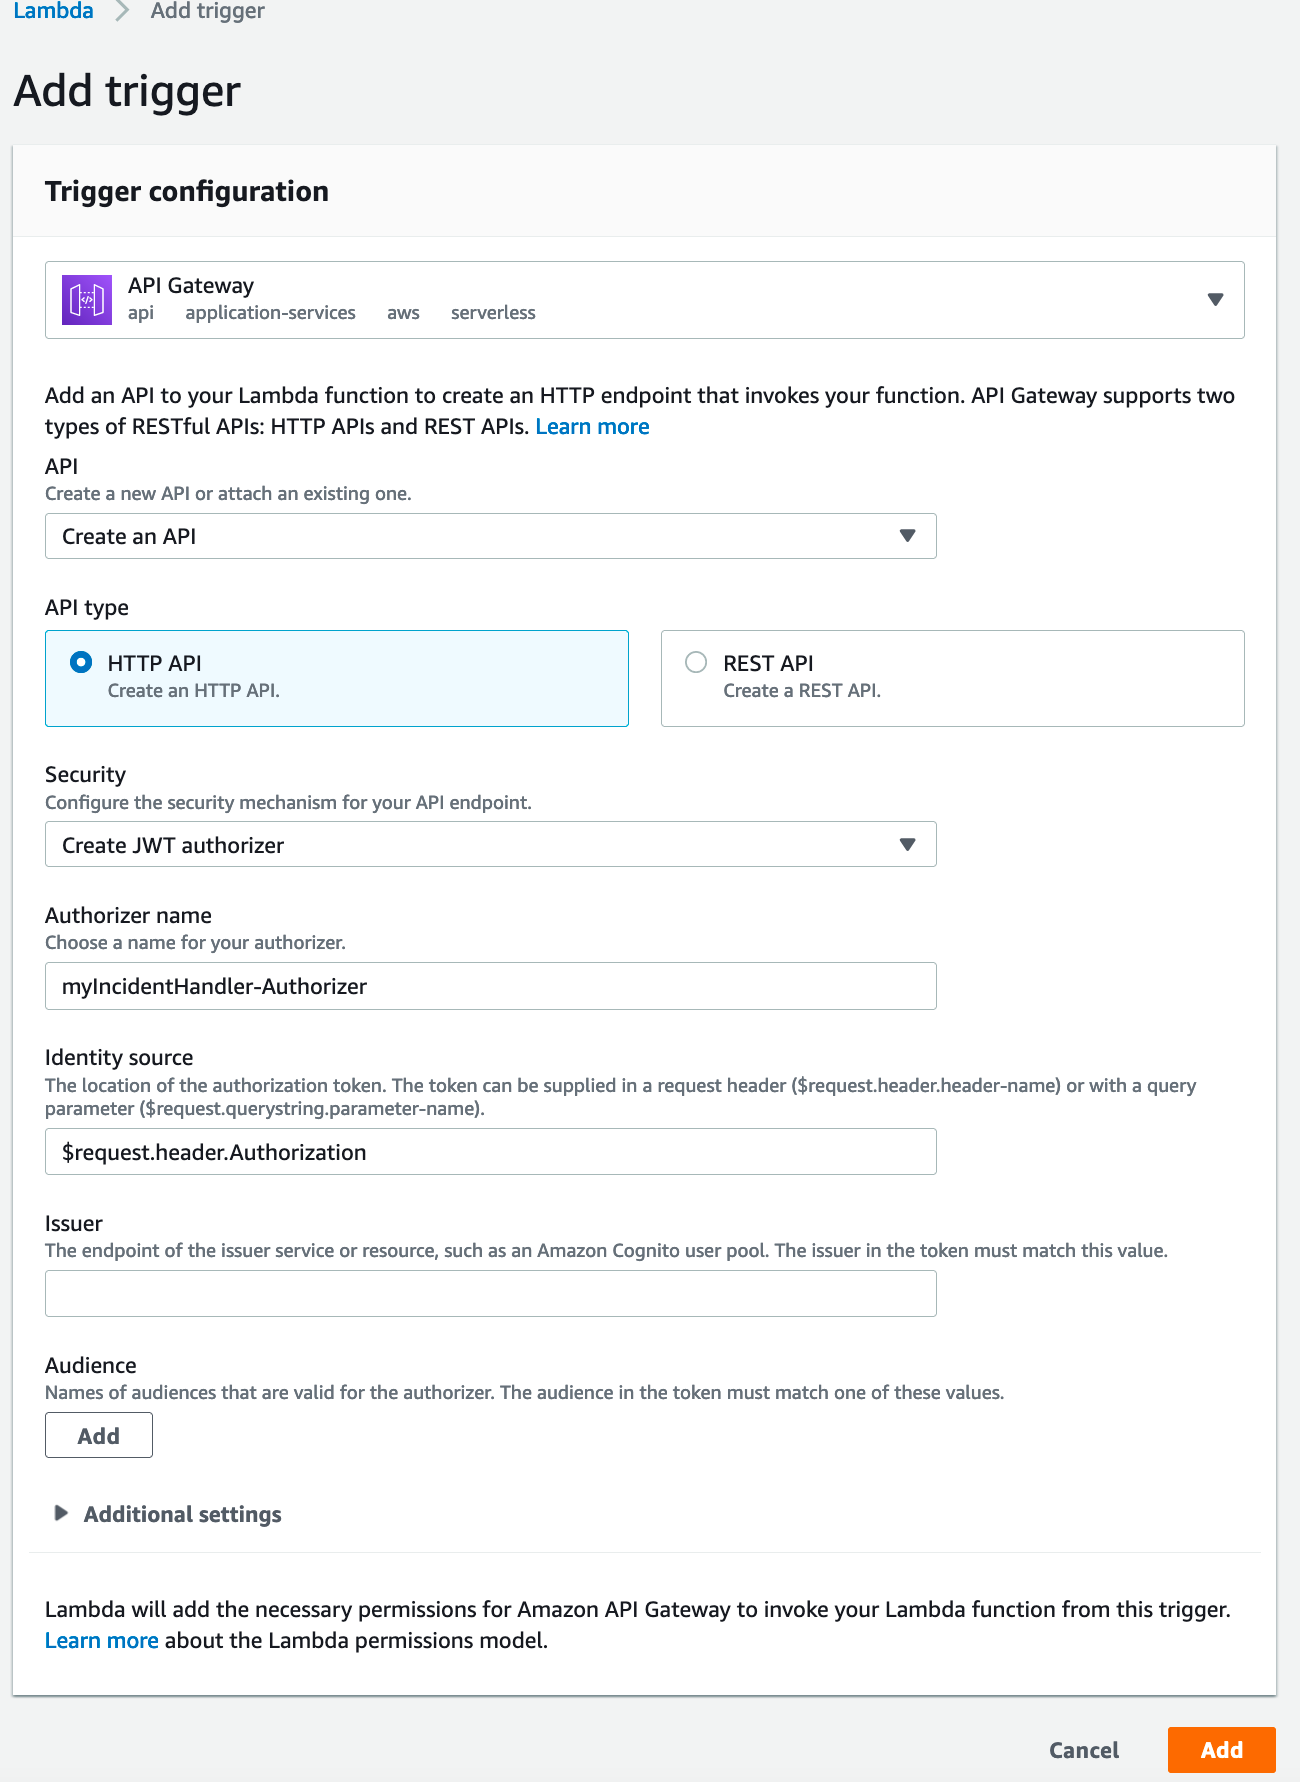 Lambda Add trigger
Add trigger
Trigger configuration
API Gateway
api application-services aws serverless
Add an API to your Lambda function to create an HTTP endpoint that invokes your function. API Gateway supports two
types of RESTful APIs: HTTP APIs and REST APIs. Learn more
API
Create a new API or attach an existing one.
Create an API
API type
HTTP API
Create an HTTP API.
REST API
Create a REST API.
Security
Configure the security mechanism for your API endpoint.
Create JWT authorizer
Authorizer name
Choose a name for your authorizer.
myIncidentHandler-Authorizer
Identity source
The location of the authorization token. The token can be supplied in a request header ($request.header.header-name) or with a query
parameter ($request.querystring.parameter-name).
$request.header.Authorization
Issuer
The endpoint of the issuer service or resource, such as an Amazon Cognito user pool. The issuer in the token must match this value.
Audience
Names of audiences that are valid for the authorizer. The audience in the token must match one of these values.
Add
Additional settings
Lambda will add the necessary permissions for Amazon API Gateway to invoke your Lambda function from this trigger.
Learn more about the Lambda permissions model.
Cancel Add